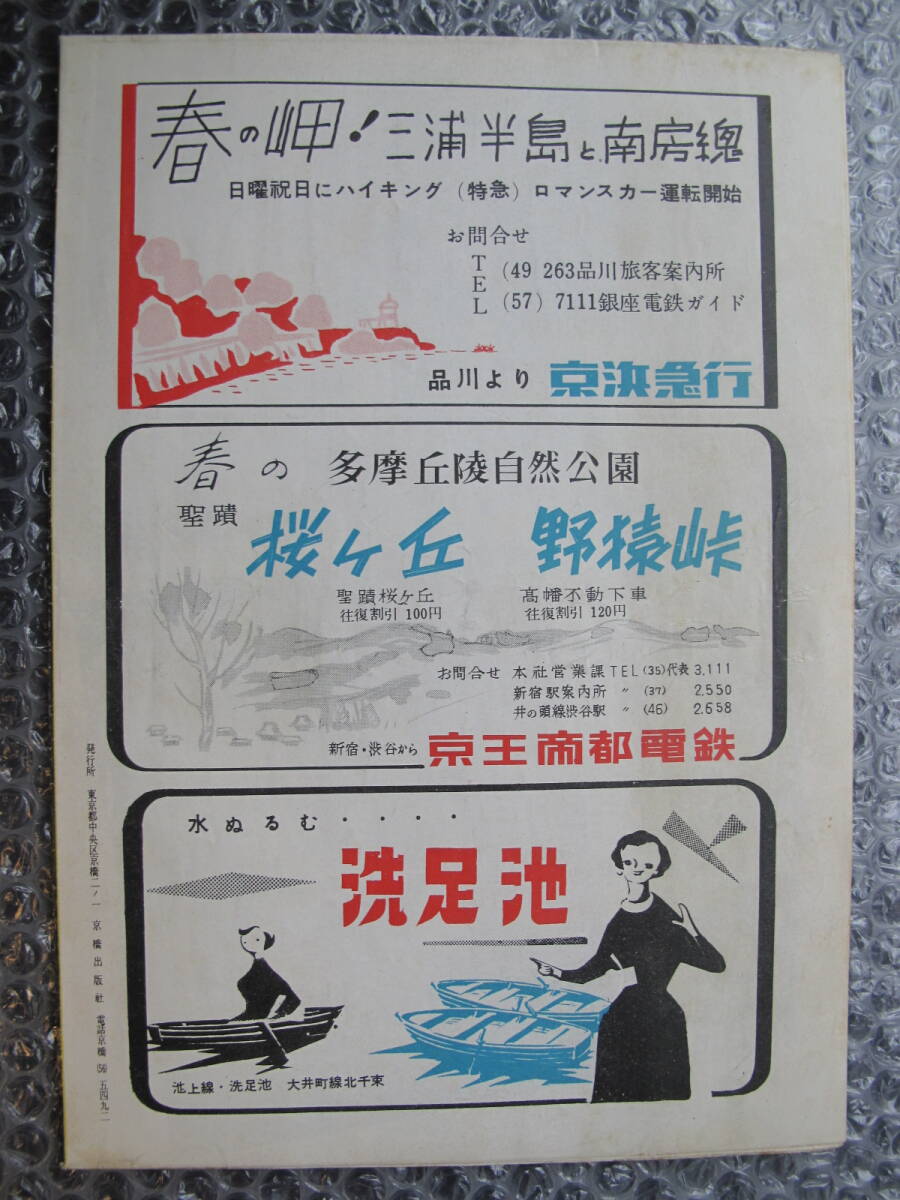 春の岬!三浦半島と南房總
日曜祝日にハイキング（特急）ロマンスカー運転開始
お問合せ
TEL
(49 263品川旅客案内所
(57) 7111銀座電鉄ガイド
品川より 京浜急行
春の 多摩丘陵自然公園
聖蹟
桜ヶ丘 野猿峠
聖蹟桜ヶ丘
往復割引 100円
高幡不動下車
往復割引 120円
お問合せ 本社営業課 TEL (35)代表 3,111
新宿駅案内所 〃 (37) 2.550
井の頭線渋谷駅 〃 (46) 2.658
新宿・渋谷から 京王帝都電鉄
水ぬるむ・・・・
洗足池
池上線・洗足池 大井町線北千束
発行所 東京都中央区京橋二ノ一 京橋出版社 電話京橋(56)五四九二